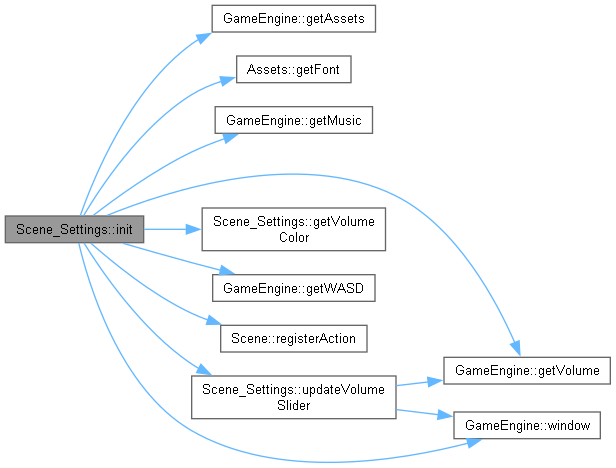 GameEngine::getAssets
Assets::getFont
GameEngine::getMusic
Scene_Settings::init
Scene_Settings::getVolume
Color
GameEngine::getWASD
Scene::registerAction
GameEngine::getVolume
Scene_Settings::updateVolume
Slider
GameEngine::window